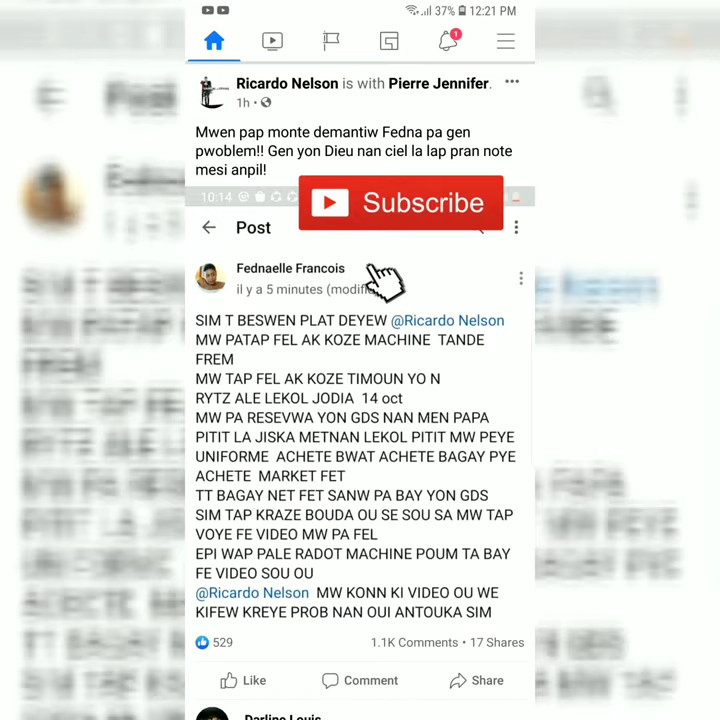 37% 12:21 PM
1
Ricardo Nelson is with Pierre Jennifer.
1h
Mwen pap monte demantiw Fedna pa gen
pwoblem!! Gen yon Dieu nan ciel la lap pran note
mesi anpil!
10:14
Subscribe
Post
Fednaelle Francois
il y a 5 minutes
SIM T BESWEN PLAT DEYEW @Ricardo Nelson
MW PATAP FEL AK KOZE MACHINE TANDE
FREM
MW TAP FEL AK KOZE TIMOUN YO N
RYTZ ALE LEKOL JODIA 14 oct
MW PA RESEVWA YON GDS NAN MEN PAPA
PITIT LA JISKA METNAN LEKOL PITIT MW PEYE
UNIFORME ACHETE BWAT ACHETE BAGAY PYE
ACHETE MARKET FET
TT BAGAY NET FET SANW PA BAY YON GDS
SIM TAP KRAZE BOUDA OU SE SOU SA MW TAP
VOYE FE VIDEO MW PA FEL
EPI WAP PALE RADOT MACHINE POUM TA BAY
FE VIDEO SOU OU
@Ricardo Nelson MW KONN KI VIDEO OU WE
KIFEW KREYE PROB NAN OUI ANTOUKA SIM
529 1.1K Comments • 17 Shares
Like Comment Share
Darline Louis